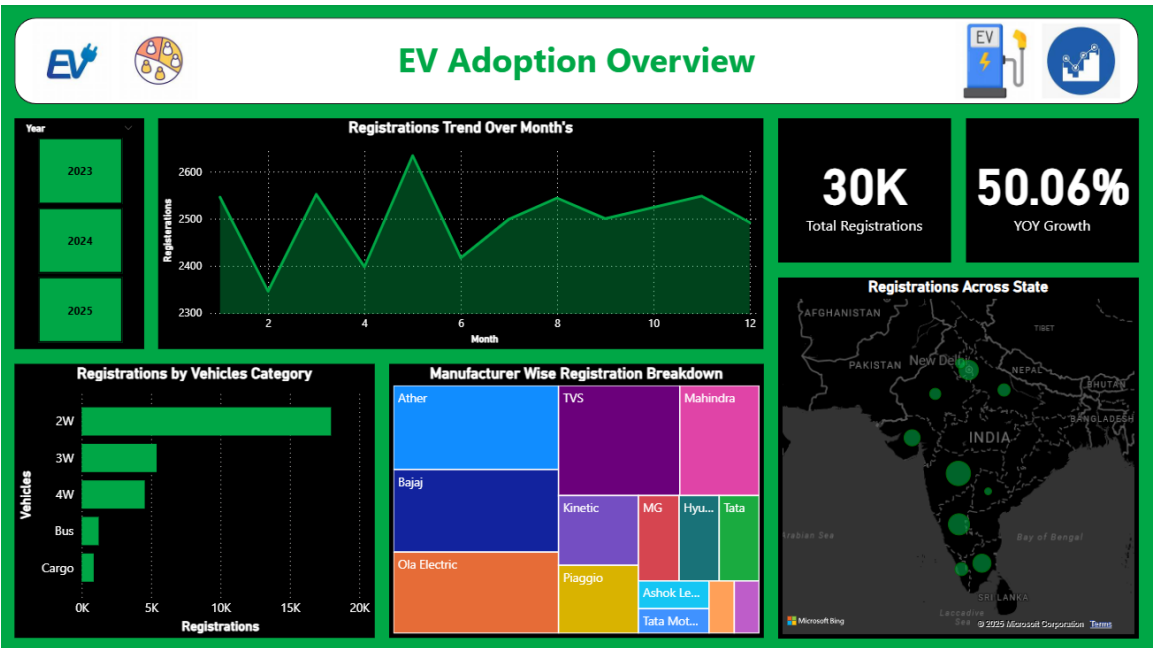 EV
EV Adoption Overview
EV
Year
2023
2024
2025
Registrations Trend Over Month's
Registerations
2600
2500
2400
2300
2
4
6
8
10
12
Month
30K
Total Registrations
50.06%
YOY Growth
Registrations by Vehicles Category
Vehicles
2W
3W
4W
Bus
Cargo
0K
5K
10K
15K
20K
Registrations
Manufacturer Wise Registration Breakdown
Ather
Bajaj
Ola Electric
TVS
Mahindra
Kinetic
Piaggio
MG
Hyu...
Tata
Ashok Le...
Tata Mot...
Registrations Across State
AFGHANISTAN
TIBET
PAKISTAN
New Delhi
NEPAL
BHUTAN
BANGLADESH
INDIA
Arabian Sea
Bay of Bengal
SRI LANKA
Laccadive
Sea
Microsoft Bing
© 2025 Microsoft Corporation Terms